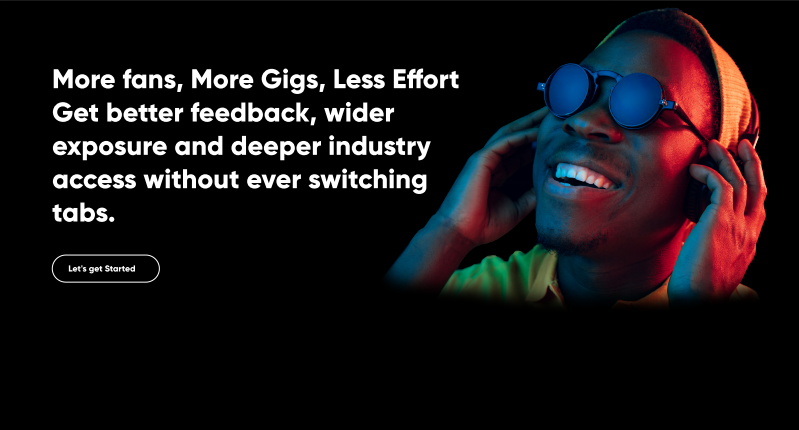 More fans, More Gigs, Less Effort
Get better feedback, wider
exposure and deeper industry
access without ever switching
tabs.
Let's get Started